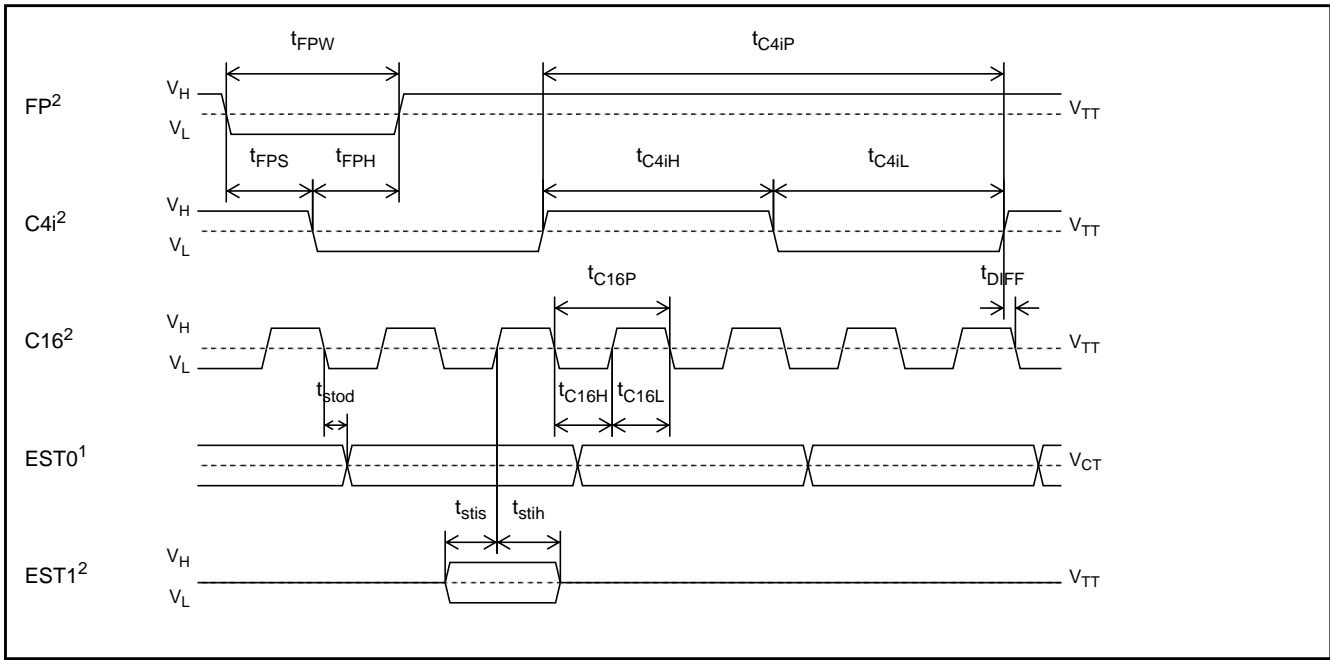 tFPW
tC4iP
FP2
VH
VL
VTT
tFPS
tFPH
tC4iH
tC4iL
C4i2
VH
VL
VTT
tC16P
tDIFF
C162
VH
VL
VTT
tstod
tC16H
tC16L
EST01
VCT
tstis
tstih
EST12
VH
VL
VTT